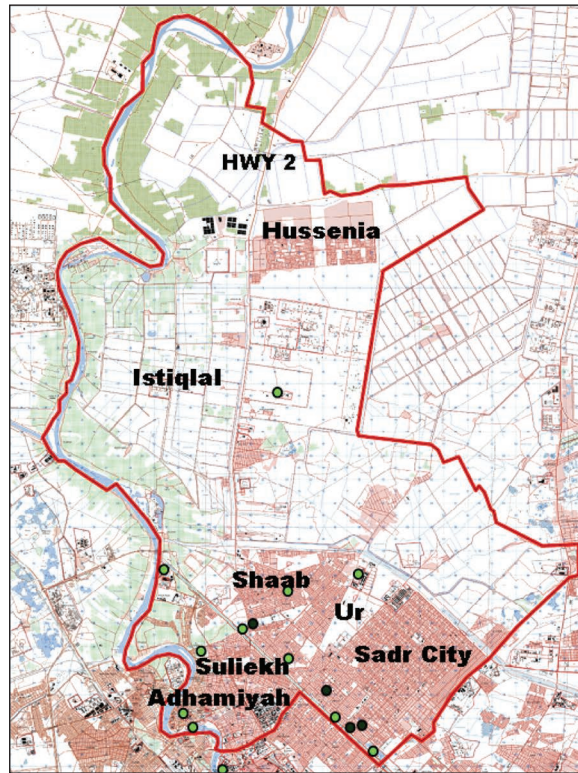 HWY 2
Hussenia
Istiqlal
Shaab
Ur
Sadr City
Suliekh
Adhamiyah